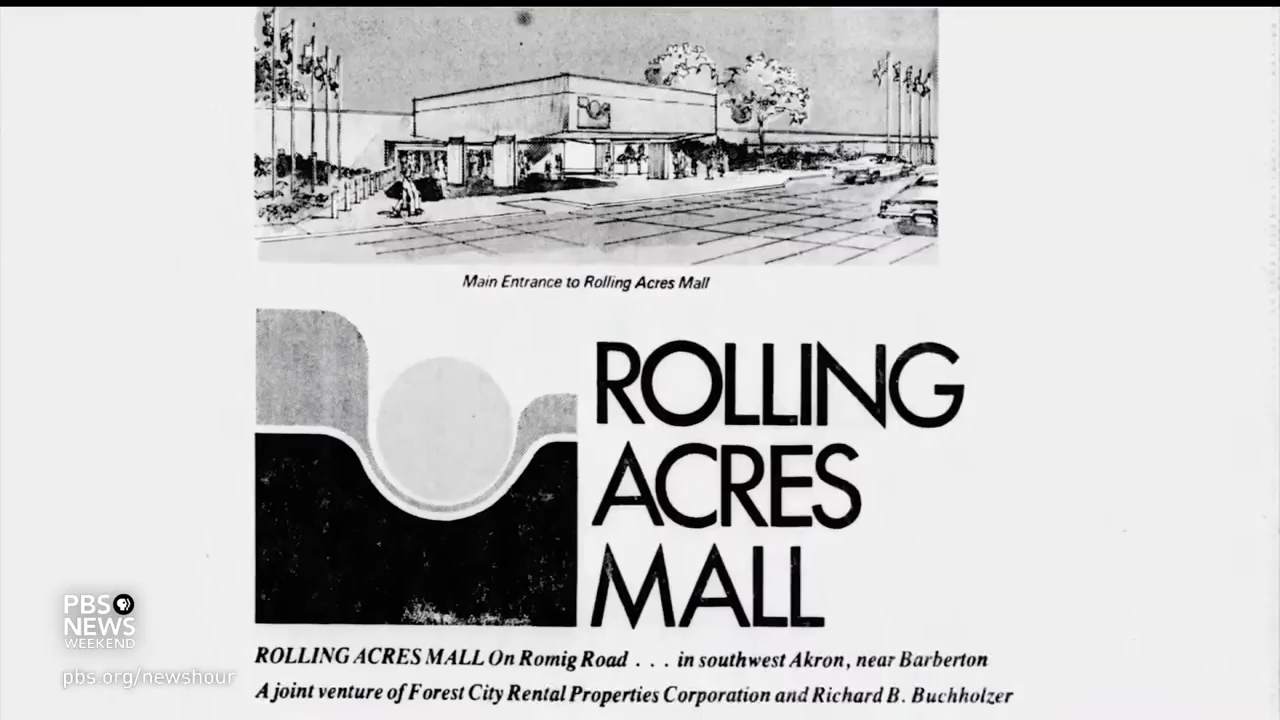 Main Entrance to Rolling Acres Mall
ROLLING
ACRES
MALL
PBS
NEWS
WEEKEND
pbs.org/newshour
ROLLING ACRES MALL On Romig Road . . . in southwest Akron, near Barberton
A joint venture of Forest City Rental Properties Corporation and Richard B. Buchholzer